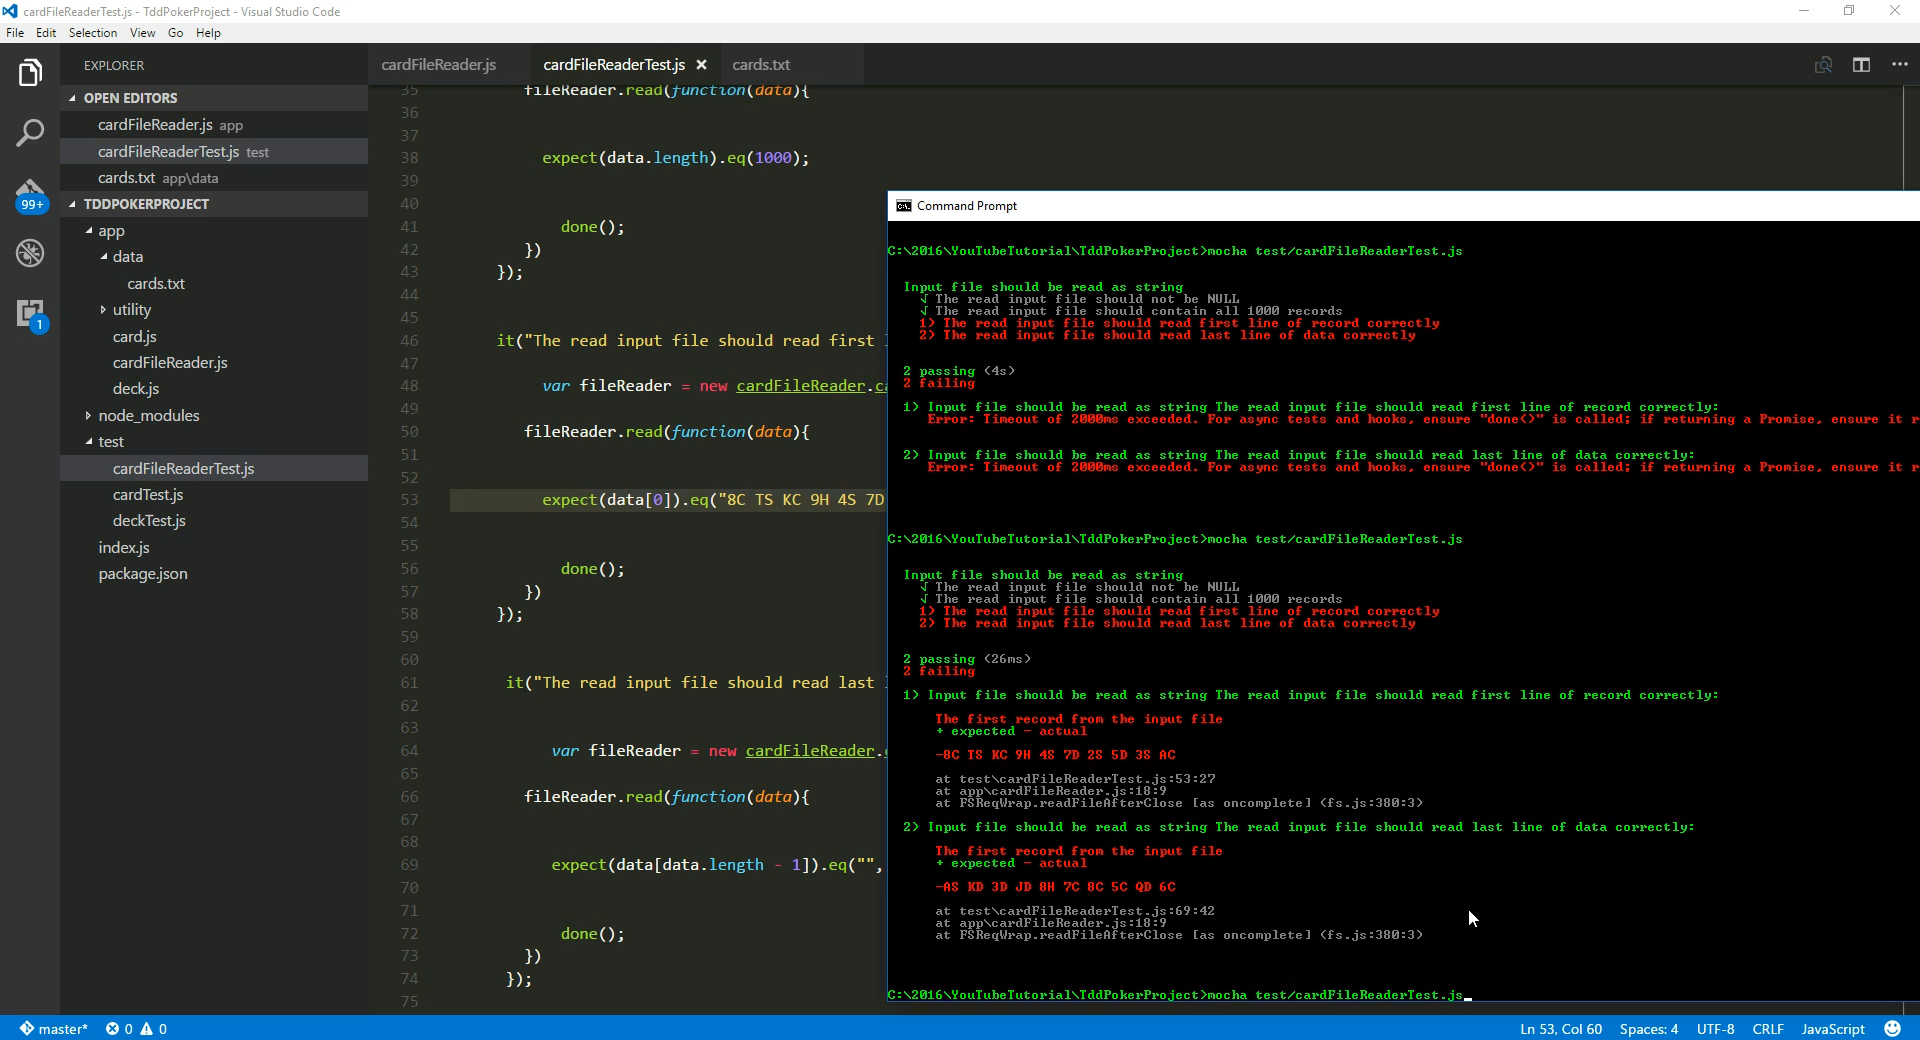 cardFileReaderTest.js - TddPokerProject - Visual Studio Code
File Edit Selection View Go Help
EXPLORER
OPEN EDITORS
cardFileReader.js app
cardFileReaderTest.js test
cards.txt app\data
TDDPOKERPROJECT
app
data
cards.txt
utility
card.js
cardFileReader.js
deck.js
node_modules
test
cardFileReaderTest.js
cardTest.js
deckTest.js
index.js
package.json
99+
1
cardFileReader.js cardFileReaderTest.js × cards.txt
35 fileReader.read(function(data){
36
37
38 expect(data.length).eq(1000);
39
40
41 done();
42 })
43 });
44
45
46 it("The read input file should read first
47
48 var fileReader = new cardFileReader.
49
50 fileReader.read(function(data){
51
52
53 expect(data[0]).eq("8C TS KC 9H 4S 7D
54
55
56 done();
57 })
58 });
59
60
61 it("The read input file should read last
62
63
64 var fileReader = new cardFileReader.
65
66 fileReader.read(function(data){
67
68
69 expect(data[data.length - 1]).eq("",
70
71
72 done();
73 })
74 });
75
Command Prompt
C:\2016\YouTubeTutorial\TddPokerProject>mocha test/cardFileReaderTest.js
Input file should be read as string
√ The read input file should not be NULL
√ The read input file should contain all 1000 records
1) The read input file should read first line of record correctly
2) The read input file should read last line of data correctly
2 passing (4s)
2 failing
1) Input file should be read as string The read input file should read first line of record correctly:
Error: Timeout of 2000ms exceeded. For async tests and hooks, ensure "done()" is called; if returning a Promise, ensure it r
2) Input file should be read as string The read input file should read last line of data correctly:
Error: Timeout of 2000ms exceeded. For async tests and hooks, ensure "done()" is called; if returning a Promise, ensure it r
C:\2016\YouTubeTutorial\TddPokerProject>mocha test/cardFileReaderTest.js
Input file should be read as string
√ The read input file should not be NULL
√ The read input file should contain all 1000 records
1) The read input file should read first line of record correctly
2) The read input file should read last line of data correctly
2 passing (26ms)
2 failing
1) Input file should be read as string The read input file should read first line of record correctly:
The first record from the input file
+ expected - actual
-8C TS KC 9H 4S 7D 2S 5D 3S AC
at test\cardFileReaderTest.js:53:27
at app\cardFileReader.js:18:9
at FSReqWrap.readFileAfterClose [as oncomplete] (fs.js:380:3)
2) Input file should be read as string The read input file should read last line of data correctly:
The first record from the input file
+ expected - actual
-AS KD 3D JD 8H 7C 8C 5C QD 6C
at test\cardFileReaderTest.js:69:42
at app\cardFileReader.js:18:9
at FSReqWrap.readFileAfterClose [as oncomplete] (fs.js:380:3)
C:\2016\YouTubeTutorial\TddPokerProject>mocha test/cardFileReaderTest.js
master* 0 0 Ln 53, Col 60 Spaces: 4 UTF-8 CRLF JavaScript